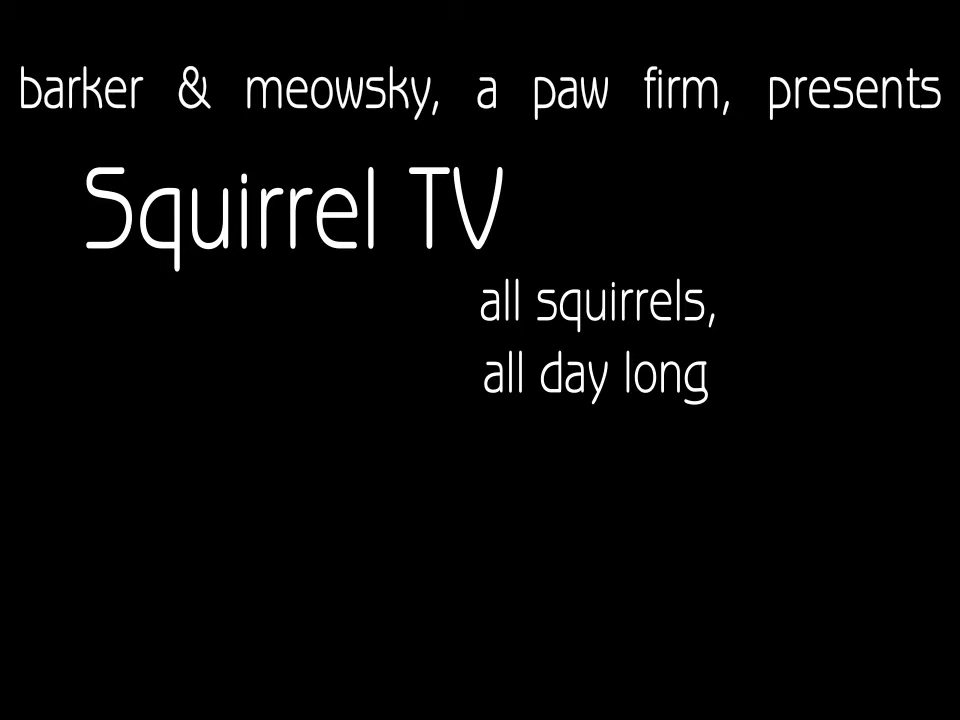 barker & meowsky, a paw firm, presents
Squirrel TV
all squirrels,
all day long